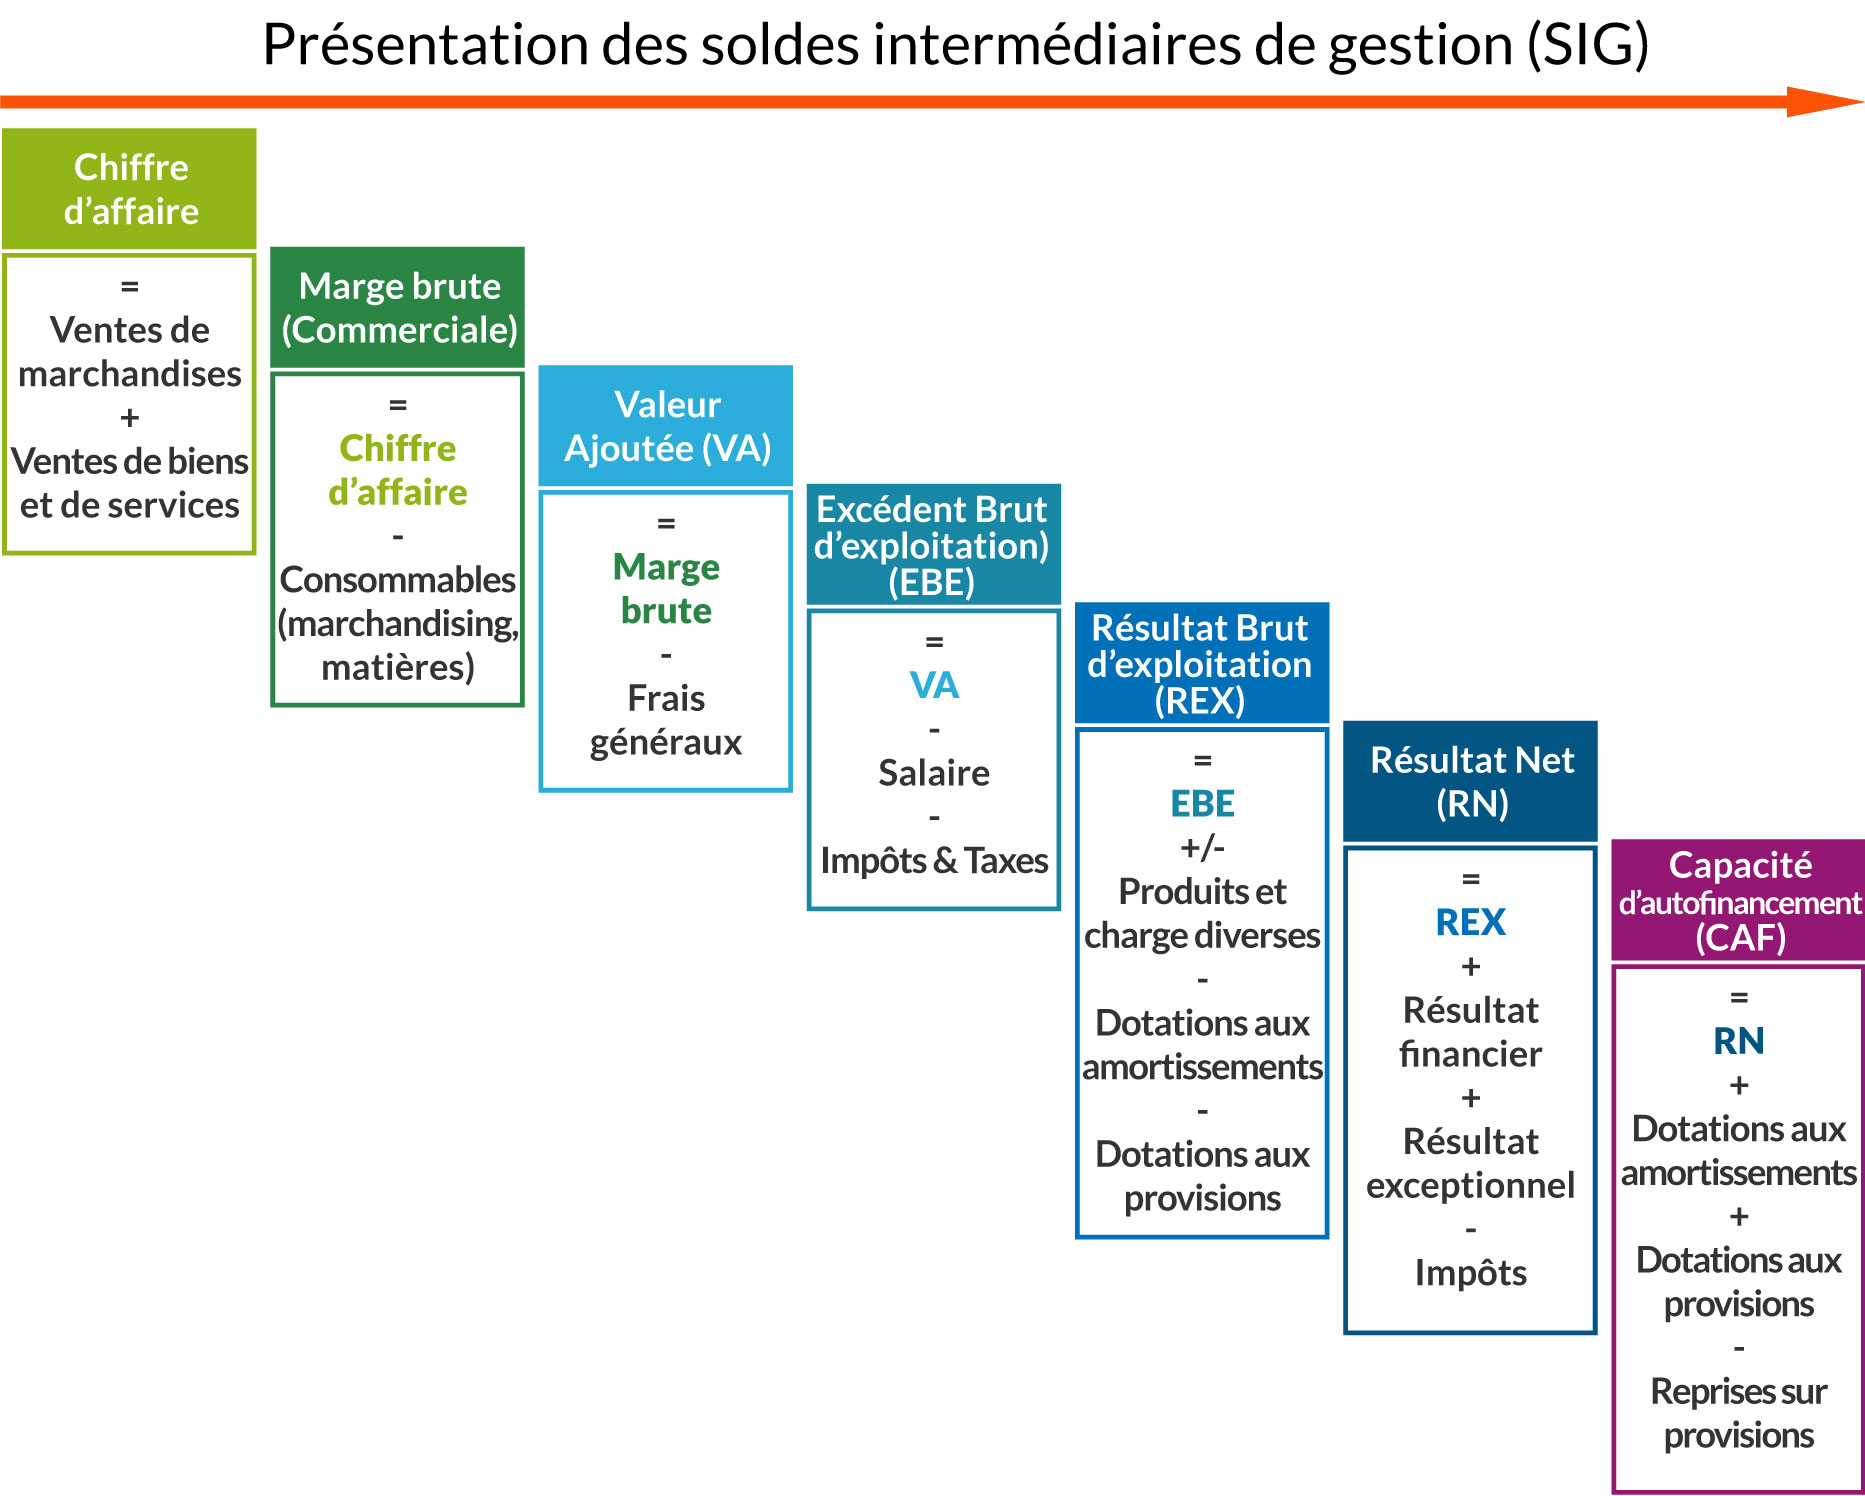 Présentation des soldes intermédiaires de gestion (SIG)
Chiffre
d’affaire
=
Ventes de
marchandises
+
Ventes de biens
et de services
Marge brute
(Commerciale)
=
Chiffre
d’affaire
-
Consommables
(marchandising,
matières)
Valeur
Ajoutée (VA)
=
Marge
brute
-
Frais
généraux
Excédent Brut
d’exploitation)
(EBE)
=
VA
-
Salaire
-
Impôts & Taxes
Résultat Brut
d’exploitation
(REX)
=
EBE
+/-
Produits et
charge diverses
-
Dotations aux
amortissements
-
Dotations aux
provisions
Résultat Net
(RN)
=
REX
+
Résultat
financier
+
Résultat
exceptionnel
-
Impôts
Capacité
d’autofinancement
(CAF)
=
RN
+
Dotations aux
amortissements
+
Dotations aux
provisions
-
Reprises sur
provisions